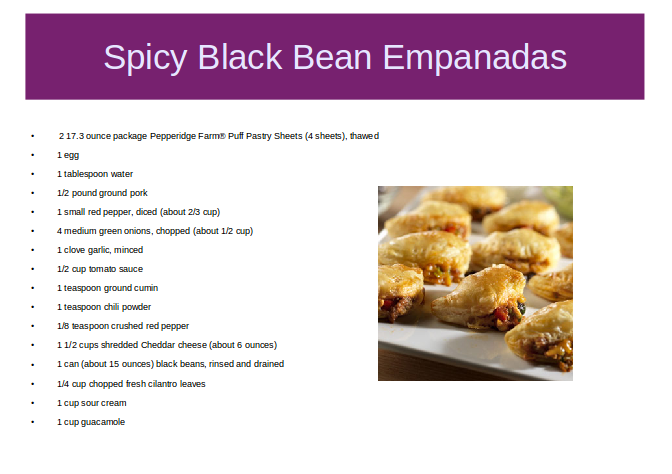 Spicy Black Bean Empanadas
• 2 17.3 ounce package Pepperidge Farm® Puff Pastry Sheets (4 sheets), thawed
• 1 egg
• 1 tablespoon water
• 1/2 pound ground pork
• 1 small red pepper, diced (about 2/3 cup)
• 4 medium green onions, chopped (about 1/2 cup)
• 1 clove garlic, minced
• 1/2 cup tomato sauce
• 1 teaspoon ground cumin
• 1 teaspoon chili powder
• 1/8 teaspoon crushed red pepper
• 1 1/2 cups shredded Cheddar cheese (about 6 ounces)
• 1 can (about 15 ounces) black beans, rinsed and drained
• 1/4 cup chopped fresh cilantro leaves
• 1 cup sour cream
• 1 cup guacamole